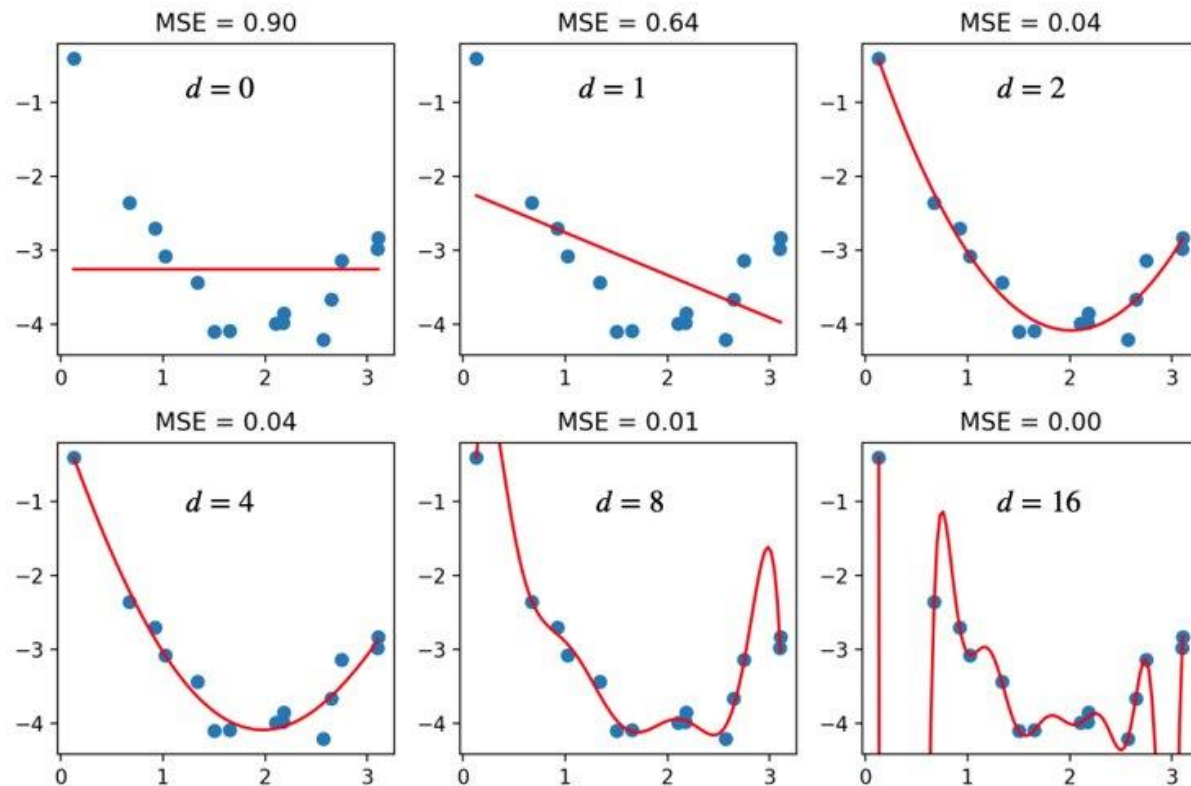 MSE = 0.90
d = 0
−1
−2
−3
−4
0 1 2 3
MSE = 0.64
d = 1
−1
−2
−3
−4
0 1 2 3
MSE = 0.04
d = 2
−1
−2
−3
−4
0 1 2 3
MSE = 0.04
d = 4
−1
−2
−3
−4
0 1 2 3
MSE = 0.01
d = 8
−1
−2
−3
−4
0 1 2 3
MSE = 0.00
d = 16
−1
−2
−3
−4
0 1 2 3